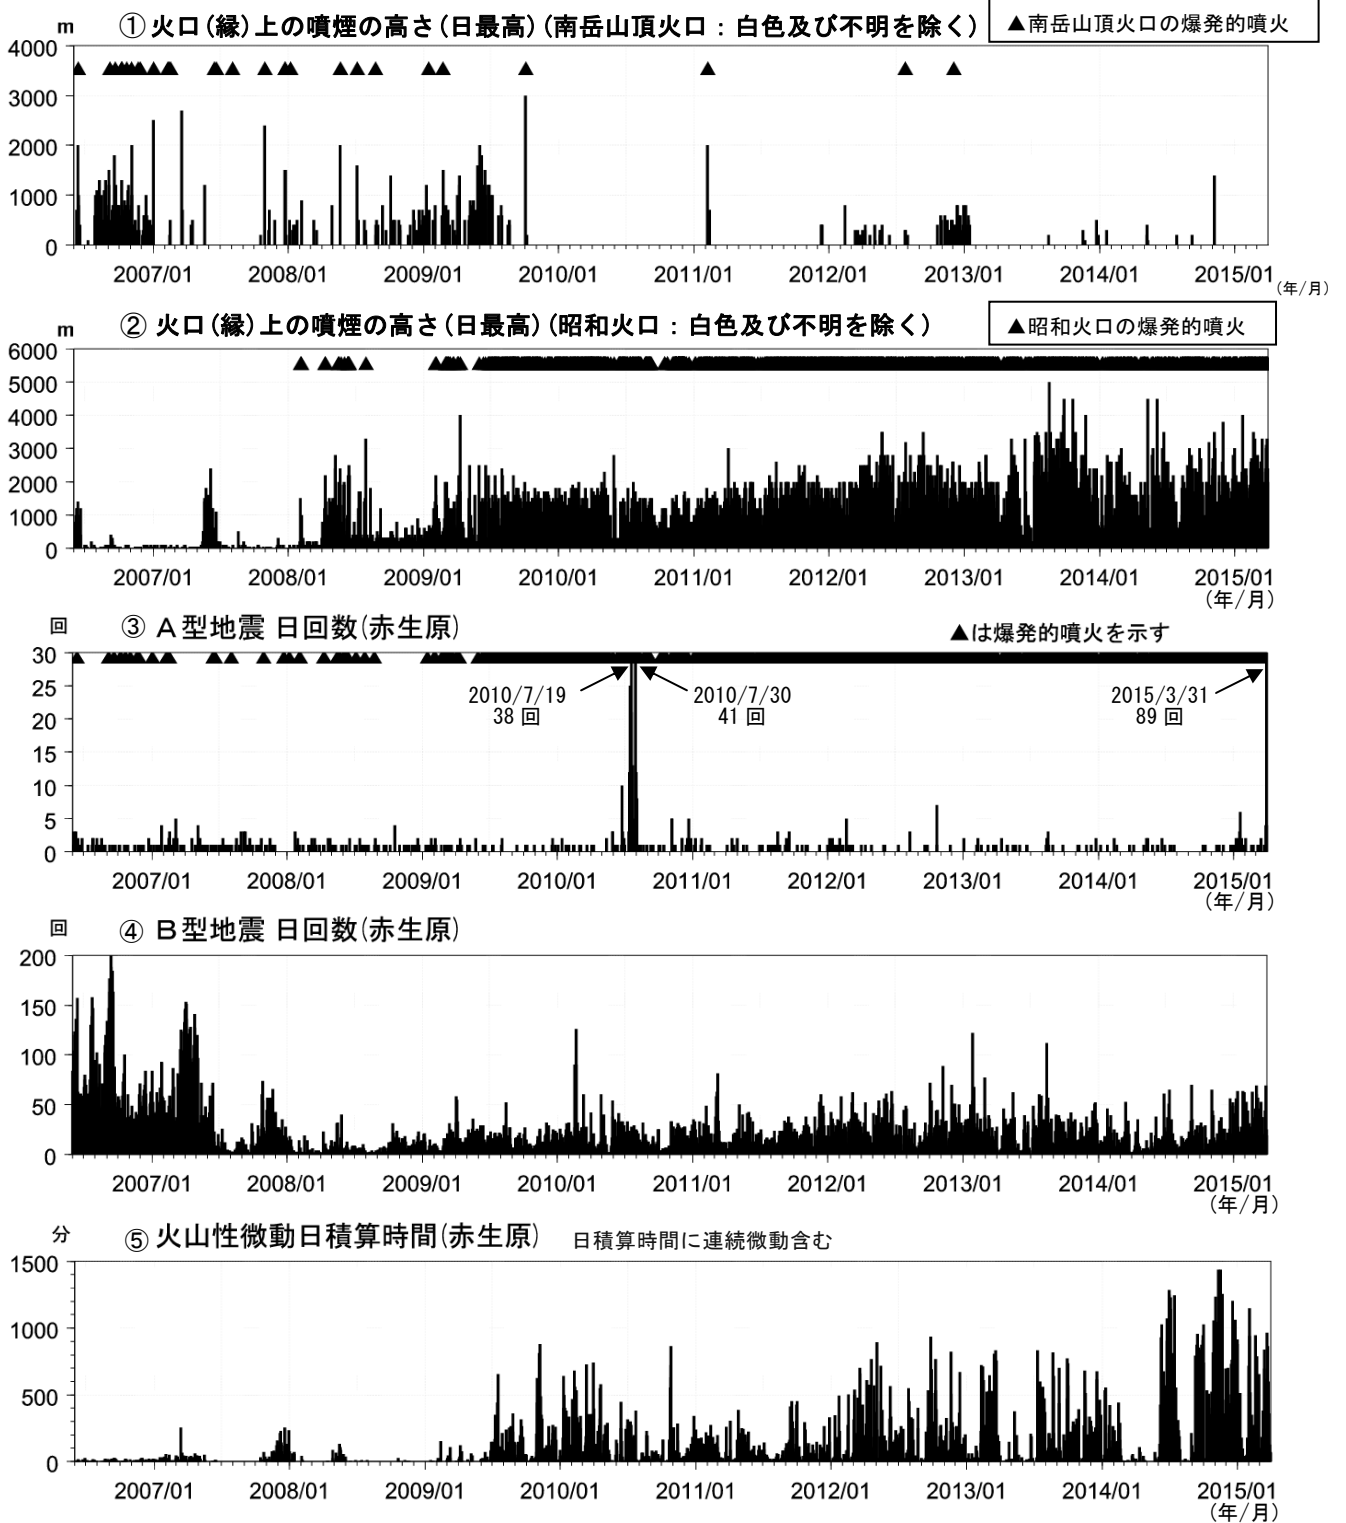 m ①火口(縁)上の噴煙の高さ(日最高)(南岳山頂火口：白色及び不明を除く)
▲南岳山頂火口の爆発的噴火
4000
3000
2000
1000
0
2007/01 2008/01 2009/01 2010/01 2011/01 2012/01 2013/01 2014/01 2015/01
(年/月)
m ② 火口(縁)上の噴煙の高さ(日最高)(昭和火口：白色及び不明を除く)
▲昭和火口の爆発的噴火
6000
5000
4000
3000
2000
1000
0
2007/01 2008/01 2009/01 2010/01 2011/01 2012/01 2013/01 2014/01 2015/01
(年/月)
回 ③ A型地震 日回数(赤生原)
▲は爆発的噴火を示す
30
25
20
15
10
5
0
2010/7/19
38 回
2010/7/30
41 回
2015/3/31
89 回
2007/01 2008/01 2009/01 2010/01 2011/01 2012/01 2013/01 2014/01 2015/01
(年/月)
回 ④ B型地震 日回数(赤生原)
200
150
100
50
0
2007/01 2008/01 2009/01 2010/01 2011/01 2012/01 2013/01 2014/01 2015/01
(年/月)
分 ⑤ 火山性微動日積算時間(赤生原) 日積算時間に連続微動含む
1500
1000
500
0
2007/01 2008/01 2009/01 2010/01 2011/01 2012/01 2013/01 2014/01 2015/01
(年/月)